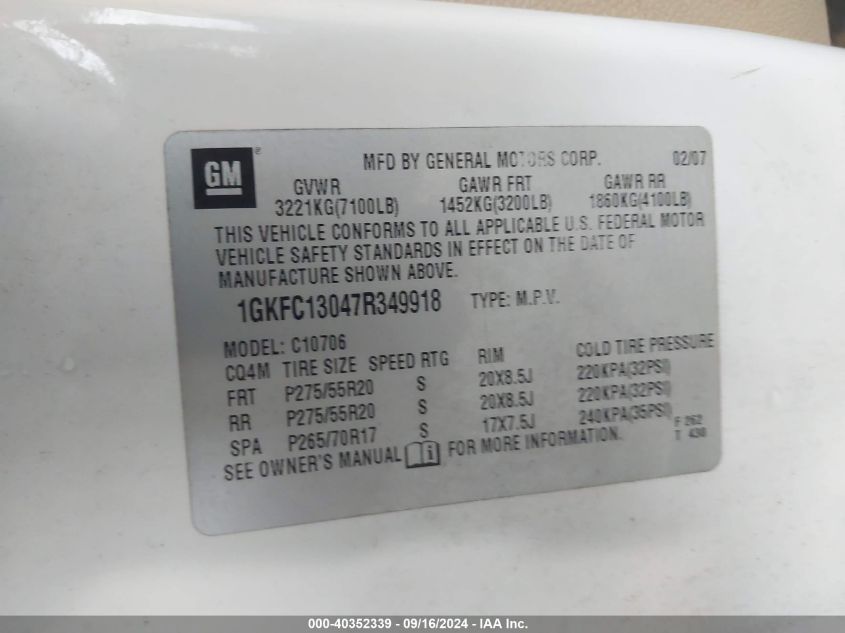 GM ® MFD BY GENERAL MOTORS CORP. 02/07
GVWR GAWR FRT GAWR RR
3221KG(7100LB) 1452KG(3200LB) 1860KG(4100LB)
THIS VEHICLE CONFORMS TO ALL APPLICABLE U.S. FEDERAL MOTOR
VEHICLE SAFETY STANDARDS IN EFFECT ON THE DATE OF
MANUFACTURE SHOWN ABOVE.
1GKFC13047R349918 TYPE: M.P.V.
MODEL: C10706
CQ4M TIRE SIZE SPEED RTG RIM COLD TIRE PRESSURE
FRT P275/55R20 S 20X8.5J 220KPA(32PSI)
RR P275/55R20 S 20X8.5J 220KPA(32PSI)
SPA P265/70R17 S 17X7.5J 240KPA(35PSI)
SEE OWNER'S MANUAL FOR MORE INFORMATION.
F 262
T 430
000-40352339 - 09/16/2024 - IAA Inc.